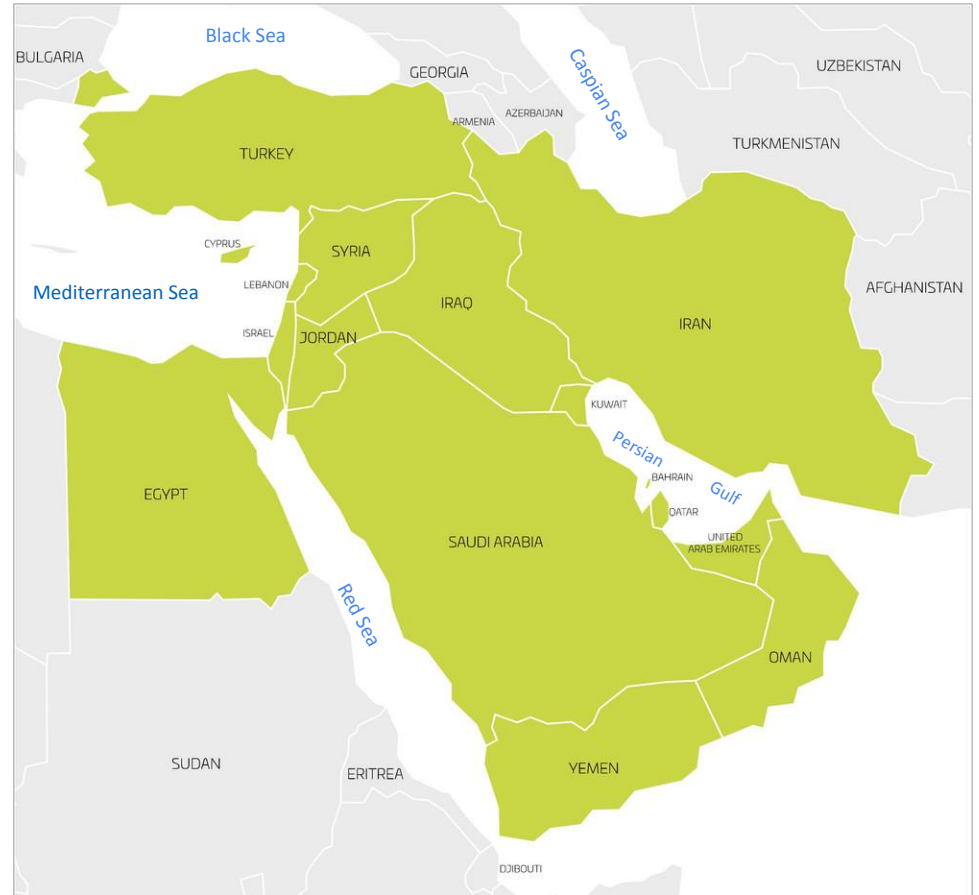 Black Sea
BULGARIA
Caspian Sea
UZBEKISTAN
GEORGIA
ARMENIA
AZERBAIJAN
TURKMENISTAN
TURKEY
CYPRUS
SYRIA
LEBANON
Mediterranean Sea
AFGHANISTAN
IRAQ
ISRAEL
JORDAN
IRAN
KUWAIT
Persian
Gulf
BAHRAIN
EGYPT
QATAR
SAUDI ARABIA
UNITED
ARAB EMIRATES
Red Sea
OMAN
SUDAN
ERITREA
YEMEN
DJIBOUTI